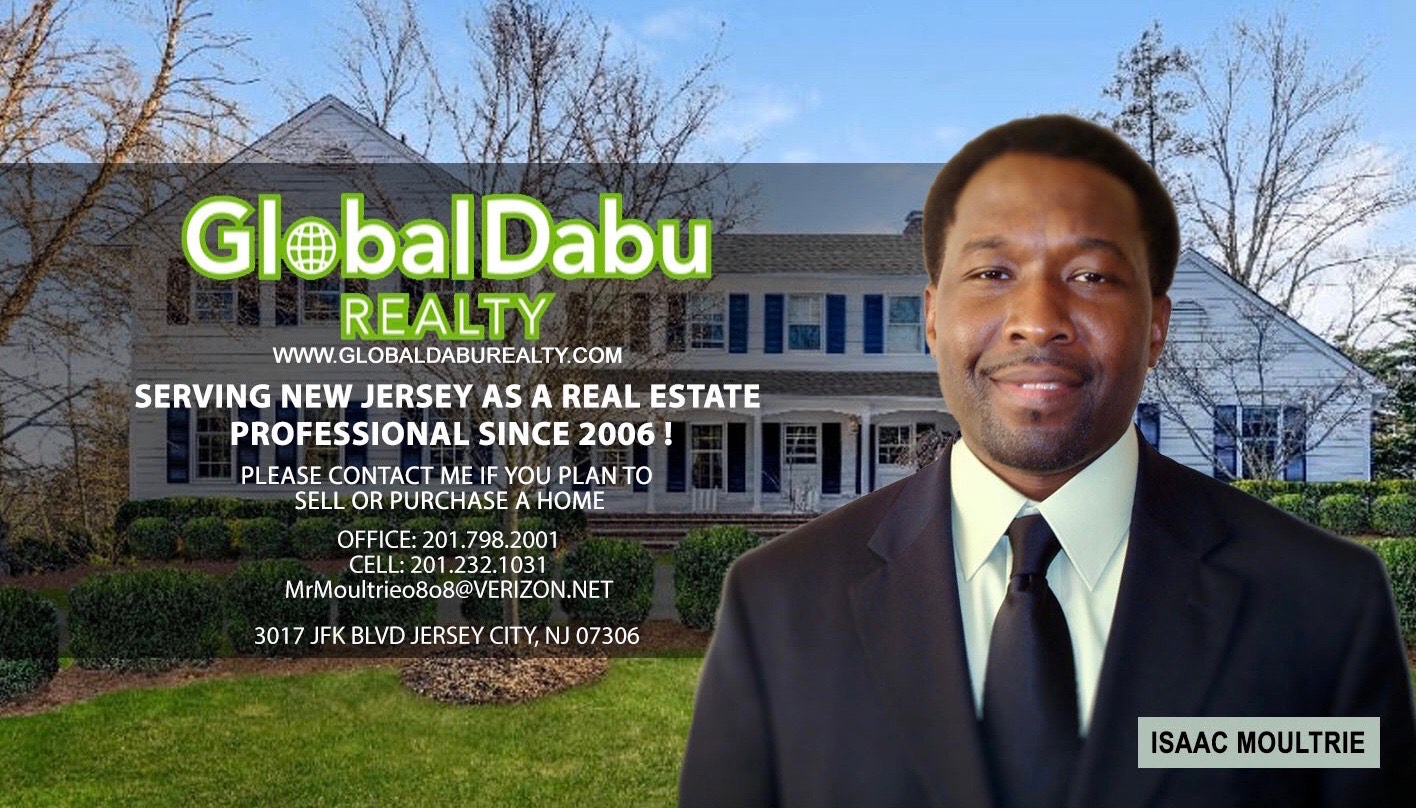 GlobalDabu
REALTY
WWW.GLOBALDABUREALTY.COM
SERVING NEW JERSEY AS A REAL ESTATE
PROFESSIONAL SINCE 2006 !
PLEASE CONTACT ME IF YOU PLAN TO
SELL OR PURCHASE A HOME
OFFICE: 201.798.2001
CELL: 201.232.1031
MrMoultrie0808@VERIZON.NET
3017 JFK BLVD JERSEY CITY, NJ 07306
ISAAC MOULTRIE